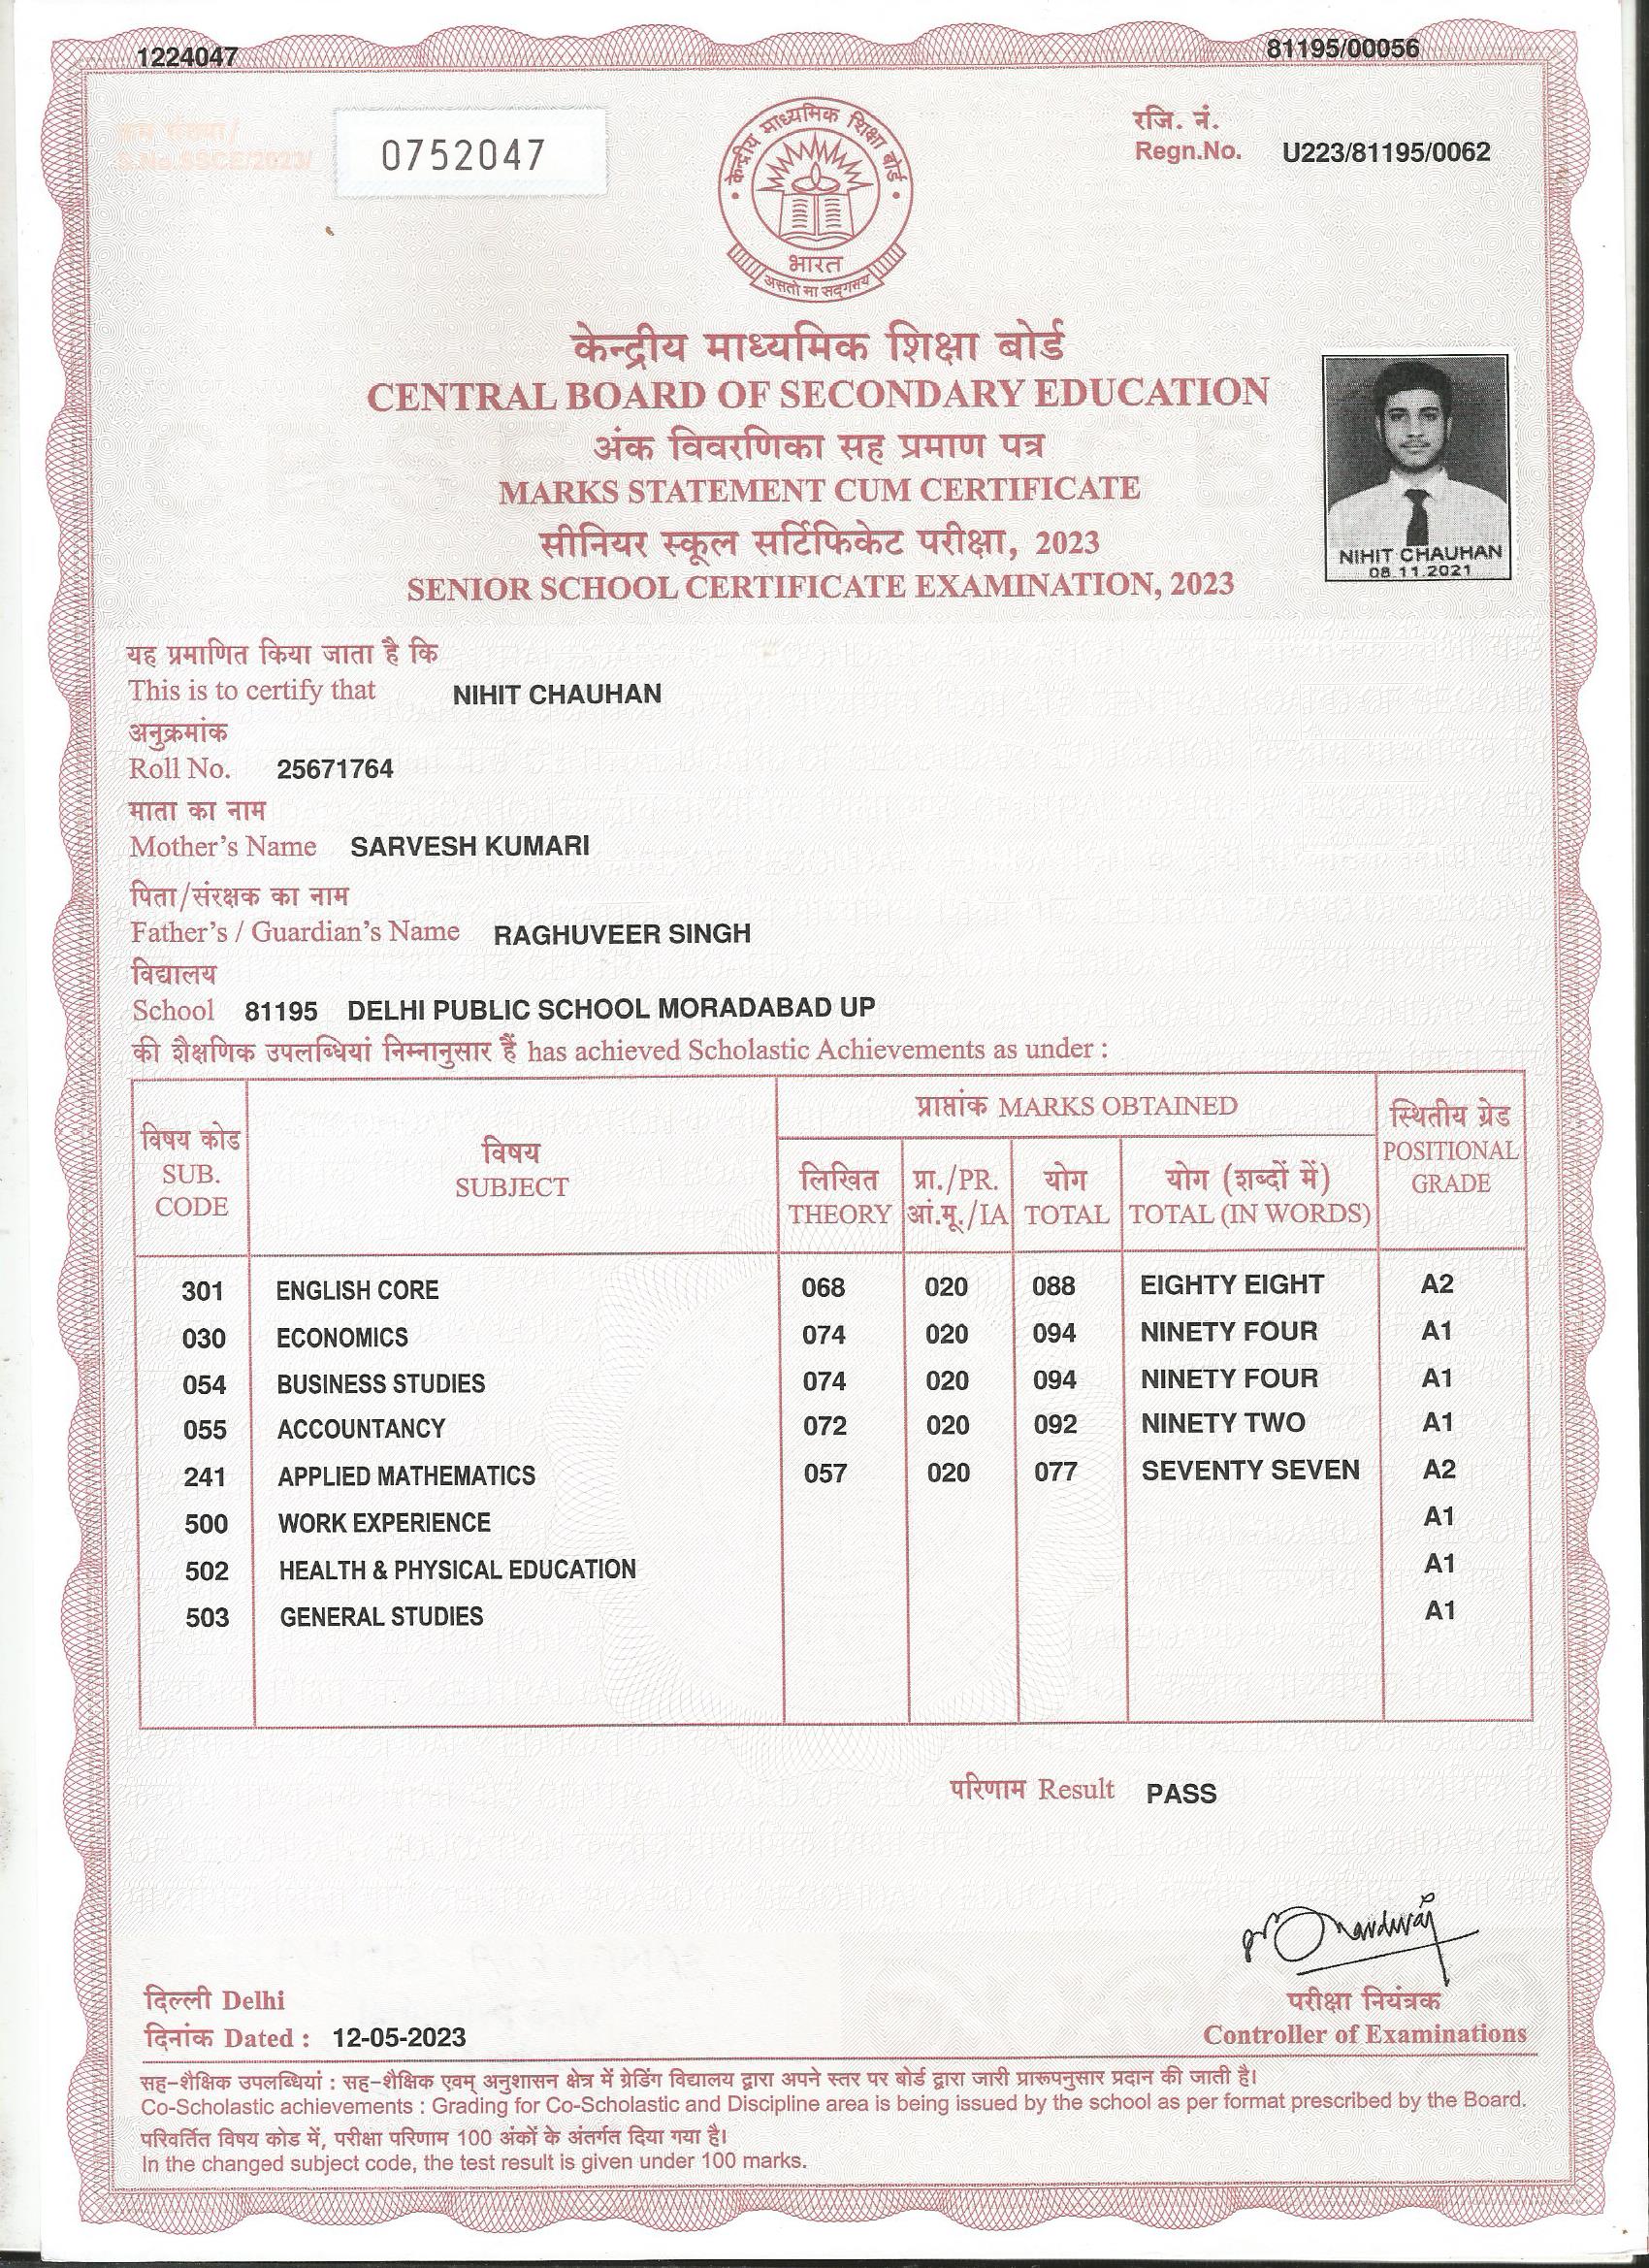 1224047
81195/00056
क्रम संख्या/
S.No.SSCE/2023/
0752047
रजि. नं.
Regn.No. U223/81195/0062
केन्द्रीय माध्यमिक शिक्षा बोर्ड
भारत
असतो मा सद्गमय
केन्द्रीय माध्यमिक शिक्षा बोर्ड
CENTRAL BOARD OF SECONDARY EDUCATION
अंक विवरणिका सह प्रमाण पत्र
MARKS STATEMENT CUM CERTIFICATE
सीनियर स्कूल सर्टिफिकेट परीक्षा, 2023
SENIOR SCHOOL CERTIFICATE EXAMINATION, 2023
NIHIT CHAUHAN
08.11.2021
यह प्रमाणित किया जाता है कि
This is to certify that NIHIT CHAUHAN
अनुक्रमांक
Roll No. 25671764
माता का नाम
Mother's Name SARVESH KUMARI
पिता/संरक्षक का नाम
Father's / Guardian's Name RAGHUVEER SINGH
विद्यालय
School 81195 DELHI PUBLIC SCHOOL MORADABAD UP
की शैक्षणिक उपलब्धियां निम्नानुसार हैं has achieved Scholastic Achievements as under :
विषय कोड
SUB.
CODE
विषय
SUBJECT
प्राप्तांक MARKS OBTAINED
लिखित
THEORY
प्रा./PR.
आं.मू./IA
योग
TOTAL
योग (शब्दों में)
TOTAL (IN WORDS)
स्थितीय ग्रेड
POSITIONAL
GRADE
301 ENGLISH CORE 068 020 088 EIGHTY EIGHT A2
030 ECONOMICS 074 020 094 NINETY FOUR A1
054 BUSINESS STUDIES 074 020 094 NINETY FOUR A1
055 ACCOUNTANCY 072 020 092 NINETY TWO A1
241 APPLIED MATHEMATICS 057 020 077 SEVENTY SEVEN A2
500 WORK EXPERIENCE A1
502 HEALTH & PHYSICAL EDUCATION A1
503 GENERAL STUDIES A1
परिणाम Result PASS
दिल्ली Delhi
दिनांक Dated : 12-05-2023
परीक्षा नियंत्रक
Controller of Examinations
सह-शैक्षिक उपलब्धियां : सह-शैक्षिक एवम् अनुशासन क्षेत्र में ग्रेडिंग विद्यालय द्वारा अपने स्तर पर बोर्ड द्वारा जारी प्रारूपनुसार प्रदान की जाती है।
Co-Scholastic achievements : Grading for Co-Scholastic and Discipline area is being issued by the school as per format prescribed by the Board.
परिवर्तित विषय कोड में, परीक्षा परिणाम 100 अंकों के अंतर्गत दिया गया है।
In the changed subject code, the test result is given under 100 marks.